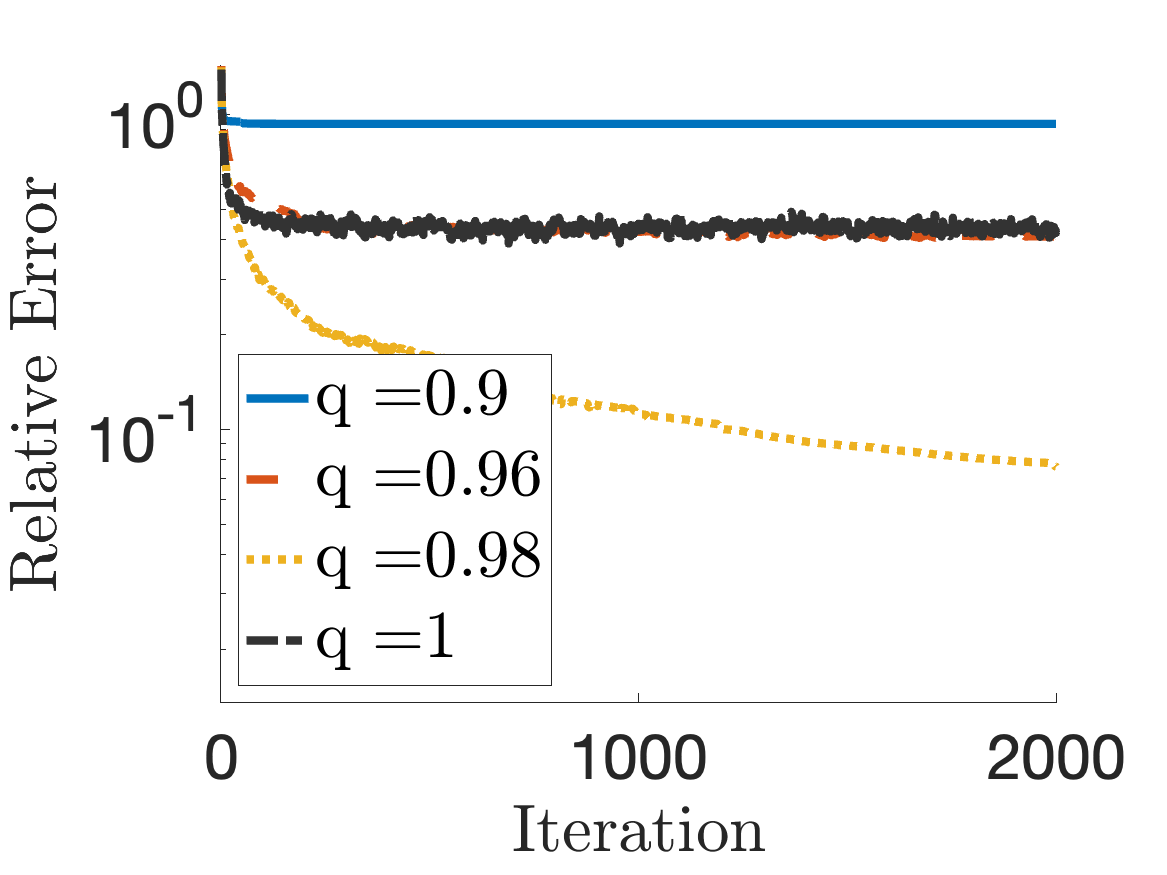 Relative Error
10^0
10^-1
q =0.9
q =0.96
q =0.98
q =1
0 1000 2000
Iteration